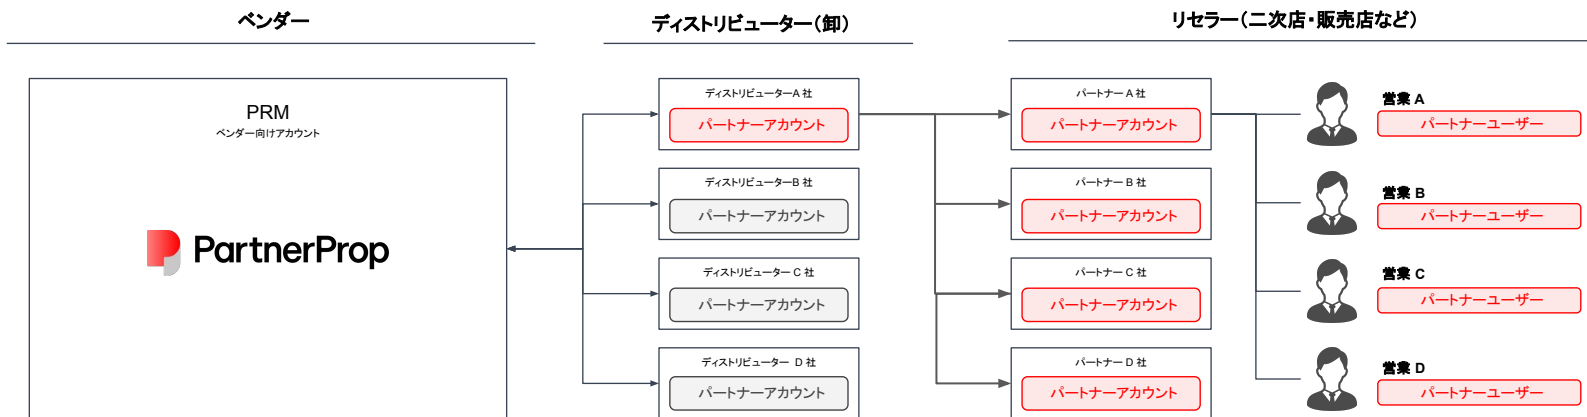 ベンダー
ディストリビューター（卸）
リセラー（二次店・販売店など）
PRM
ベンダー向けアカウント
PartnerProp
ディストリビューターA 社
パートナーアカウント
ディストリビューターB 社
パートナーアカウント
ディストリビューター C 社
パートナーアカウント
ディストリビューター D 社
パートナーアカウント
パートナー A 社
パートナーアカウント
パートナー B 社
パートナーアカウント
パートナー C 社
パートナーアカウント
パートナー D 社
パートナーアカウント
営業 A
パートナーユーザー
営業 B
パートナーユーザー
営業 C
パートナーユーザー
営業 D
パートナーユーザー